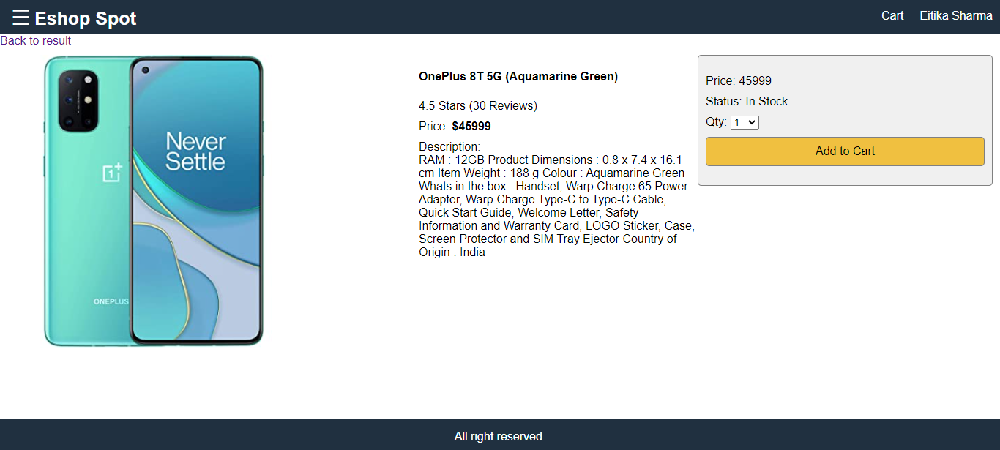 ☰ Eshop Spot
Cart Eitika Sharma
Back to result
Never
Settle
1+
ONEPLUS
OnePlus 8T 5G (Aquamarine Green)
4.5 Stars (30 Reviews)
Price: $45999
Description:
RAM : 12GB Product Dimensions : 0.8 x 7.4 x 16.1
cm Item Weight : 188 g Colour : Aquamarine Green
Whats in the box : Handset, Warp Charge 65 Power
Adapter, Warp Charge Type-C to Type-C Cable,
Quick Start Guide, Welcome Letter, Safety
Information and Warranty Card, LOGO Sticker, Case,
Screen Protector and SIM Tray Ejector Country of
Origin : India
Price: 45999
Status: In Stock
Qty: 1
Add to Cart
All right reserved.